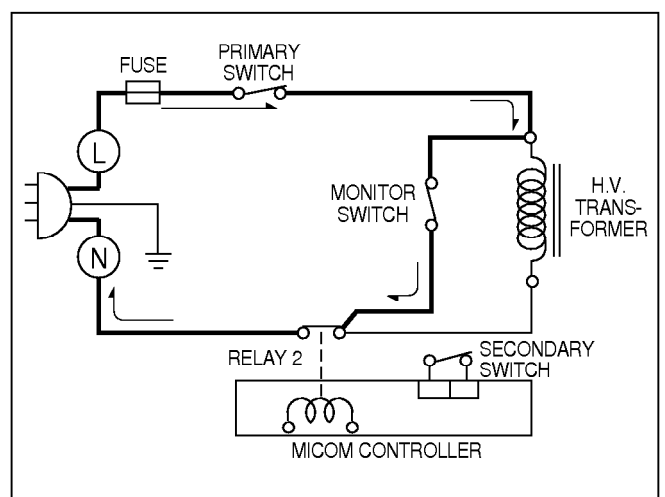 PRIMARY
SWITCH
FUSE
L
MONITOR
SWITCH
H.V.
TRANS-
FORMER
N
RELAY 2
SECONDARY
SWITCH
MICOM CONTROLLER